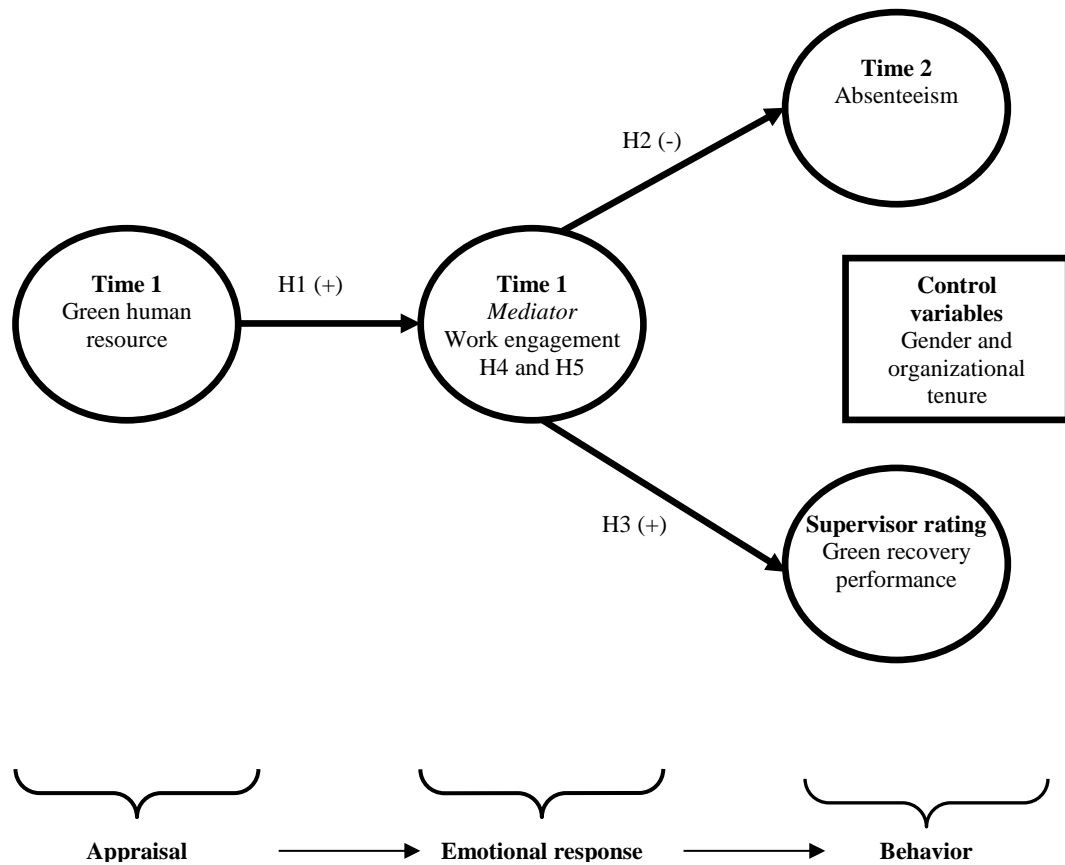 Time 2
Absenteeism
H2 (-)
Time 1
Green human
resource
H1 (+)
Time 1
Mediator
Work engagement
H4 and H5
Control
variables
Gender and
organizational
tenure
H3 (+)
Supervisor rating
Green recovery
performance
Appraisal
Emotional response
Behavior